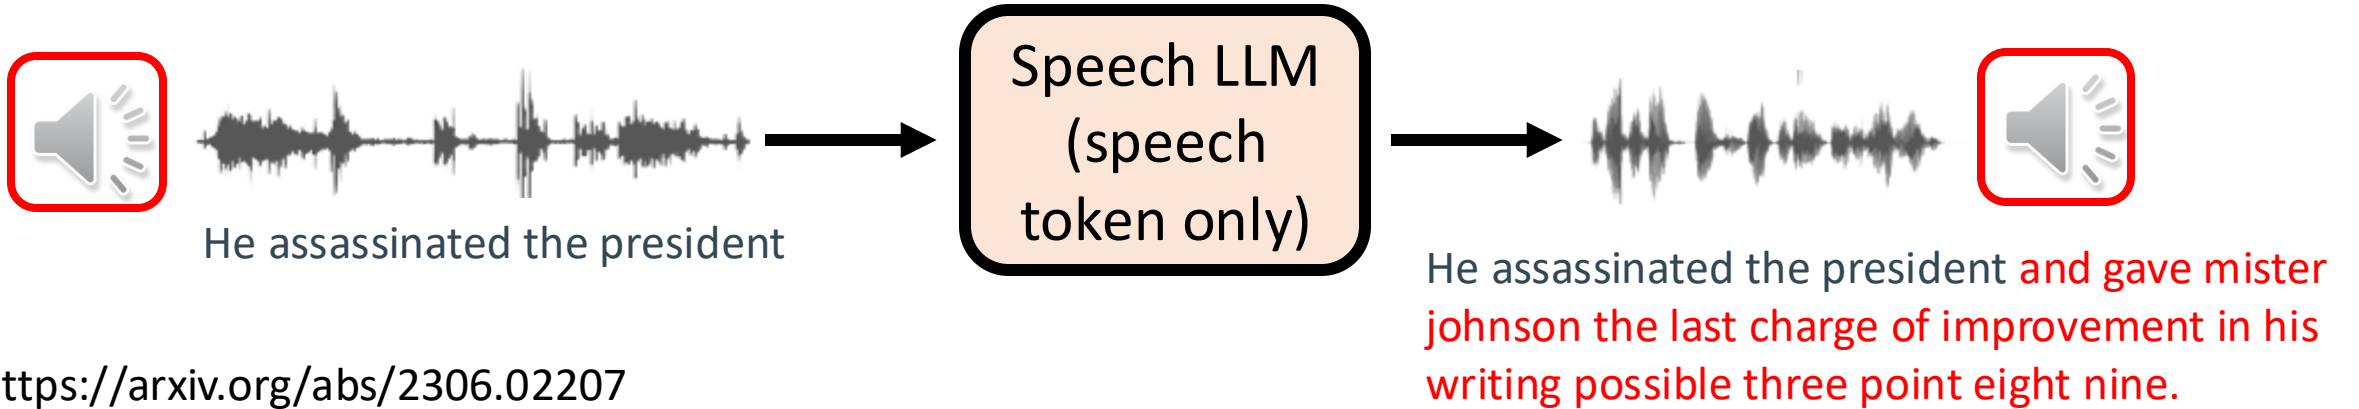 He assassinated the president
Speech LLM
(speech
token only)
He assassinated the president and gave mister
johnson the last charge of improvement in his
writing possible three point eight nine.
ttps://arxiv.org/abs/2306.02207